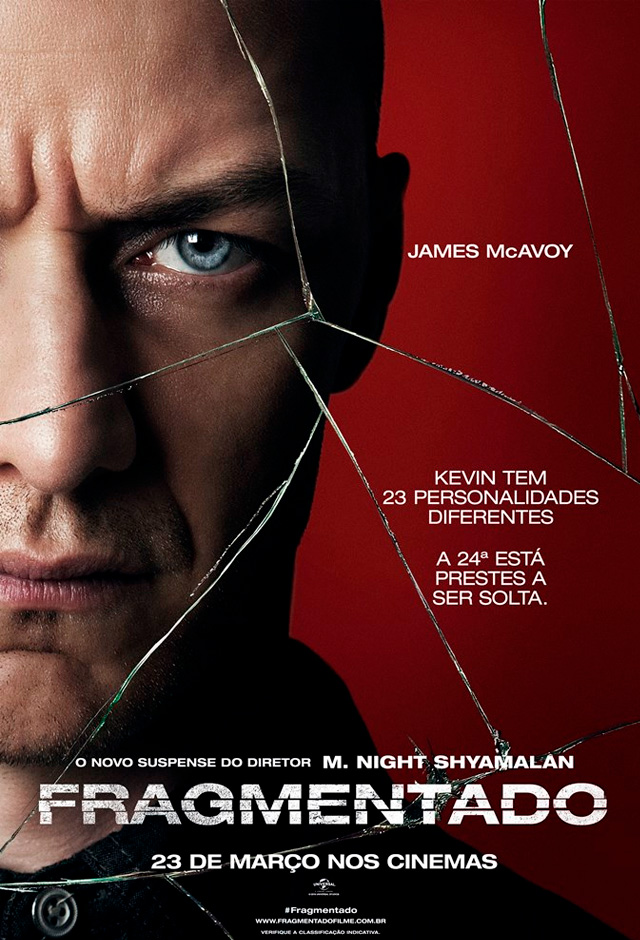 JAMES McAVOY
KEVIN TEM
23 PERSONALIDADES
DIFERENTES
A 24ª ESTÁ
PRESTES A
SER SOLTA.
O NOVO SUSPENSE DO DIRETOR M. NIGHT SHYAMALAN
FRAGMENTADO
23 DE MARÇO NOS CINEMAS
UNIVERSAL
#Fragmentado
WWW.FRAGMENTADOFILME.COM.BR
VERIFIQUE A CLASSIFICAÇÃO INDICATIVA.